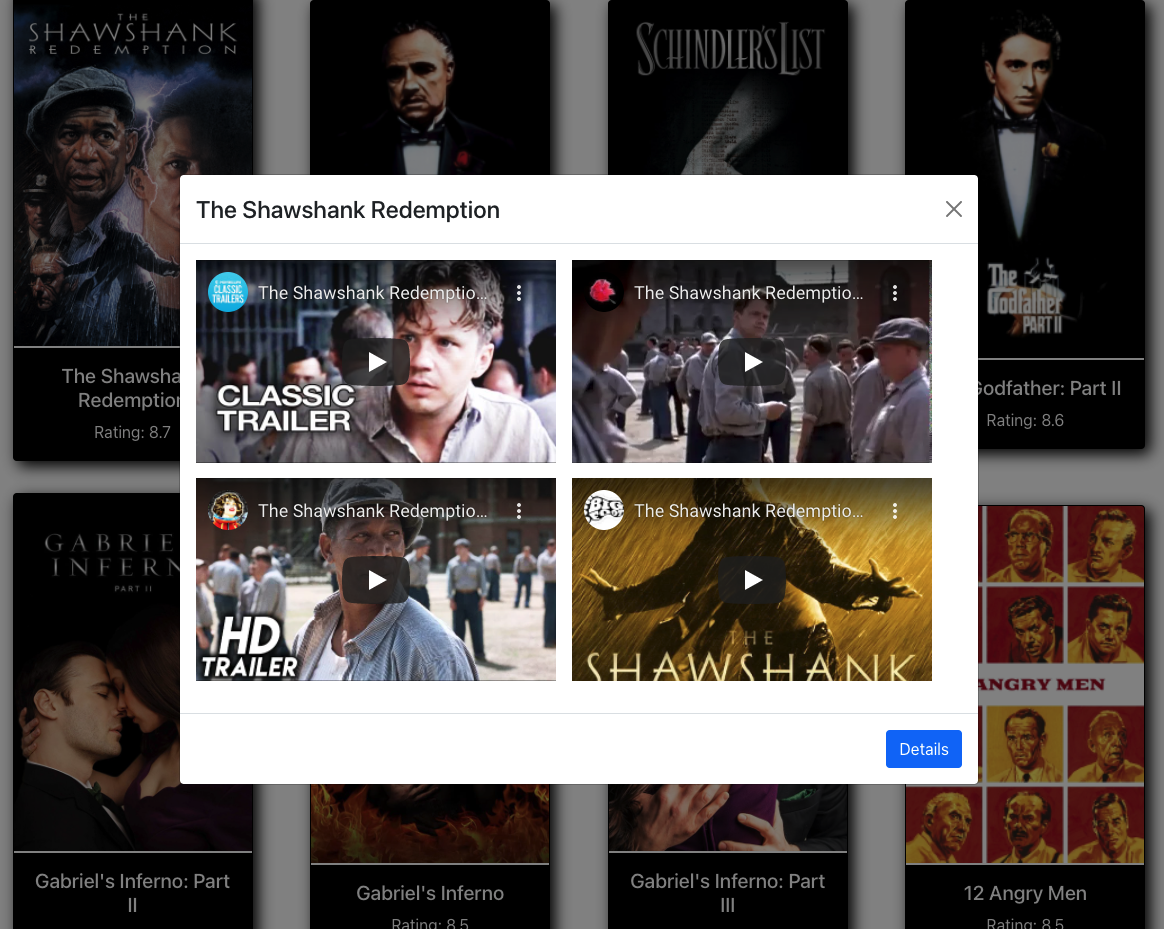 THE
SHAWSHANK
REDEMPTION
SCHINDLER'S LIST
The Shawshank Redemption
CLASSIC
TRAILERS
The Shawshank Redemptio...
The Shawshank Redemptio...
The
Godfather
PART II
CLASSIC
TRAILER
The Shawsha
Redemption
Rating: 8.7
Godfather: Part II
Rating: 8.6
The Shawshank Redemptio...
BIG
The Shawshank Redemptio...
GABRIE
INFERN
PART II
HD
TRAILER
THE
SHAWSHANK
ANGRY MEN
Details
Gabriel's Inferno: Part
II
Gabriel's Inferno
Rating: 8.5
Gabriel's Inferno: Part
III
12 Angry Men
Rating: 8.5